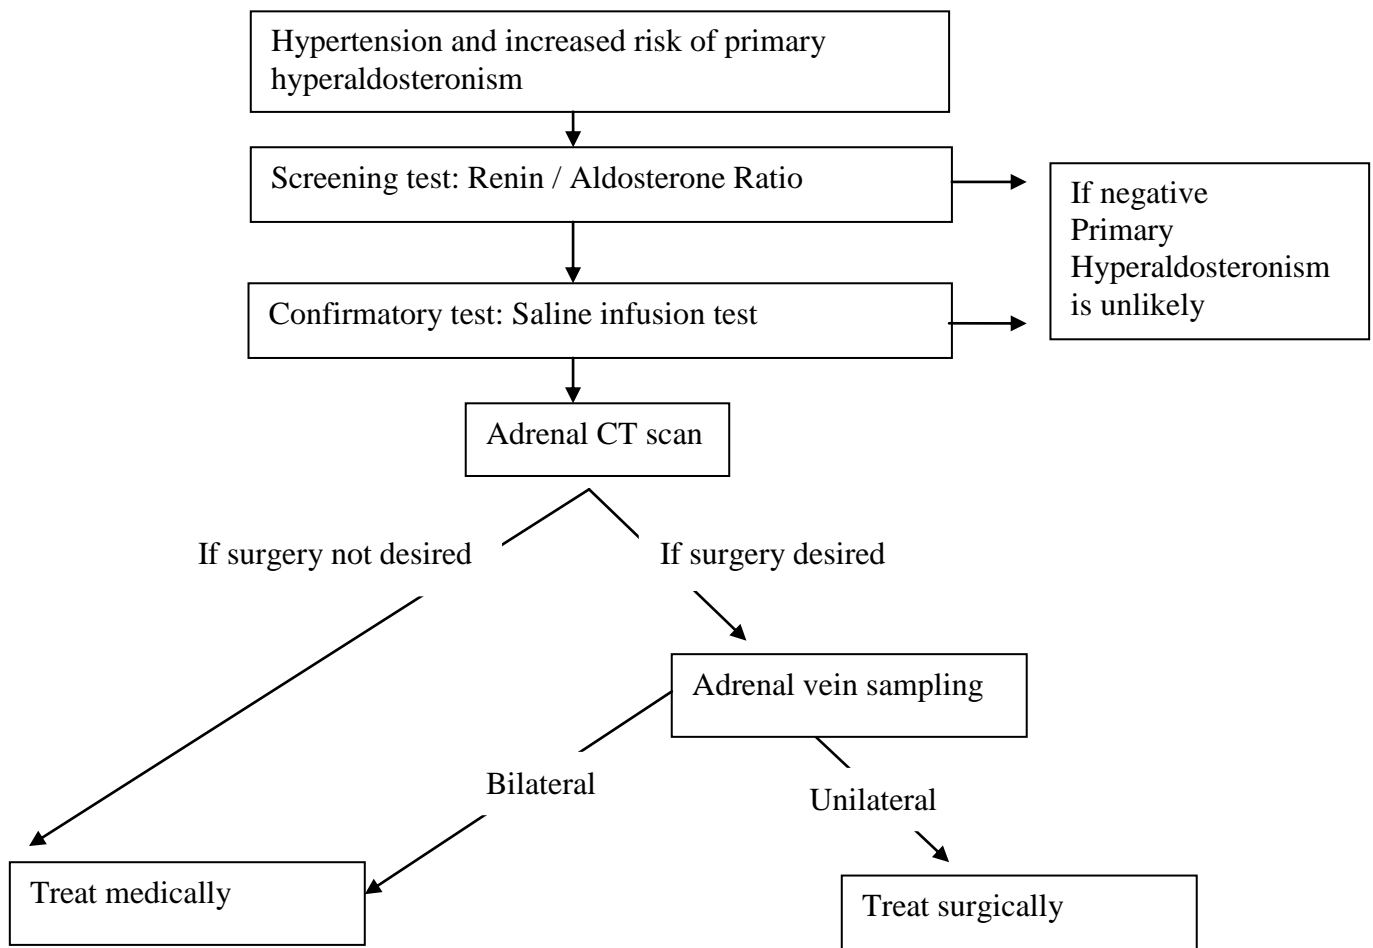 Hypertension and increased risk of primary
hyperaldosteronism
Screening test: Renin / Aldosterone Ratio
If negative
Primary
Hyperaldosteronism
is unlikely
Confirmatory test: Saline infusion test
Adrenal CT scan
If surgery not desired
If surgery desired
Adrenal vein sampling
Bilateral
Unilateral
Treat medically
Treat surgically